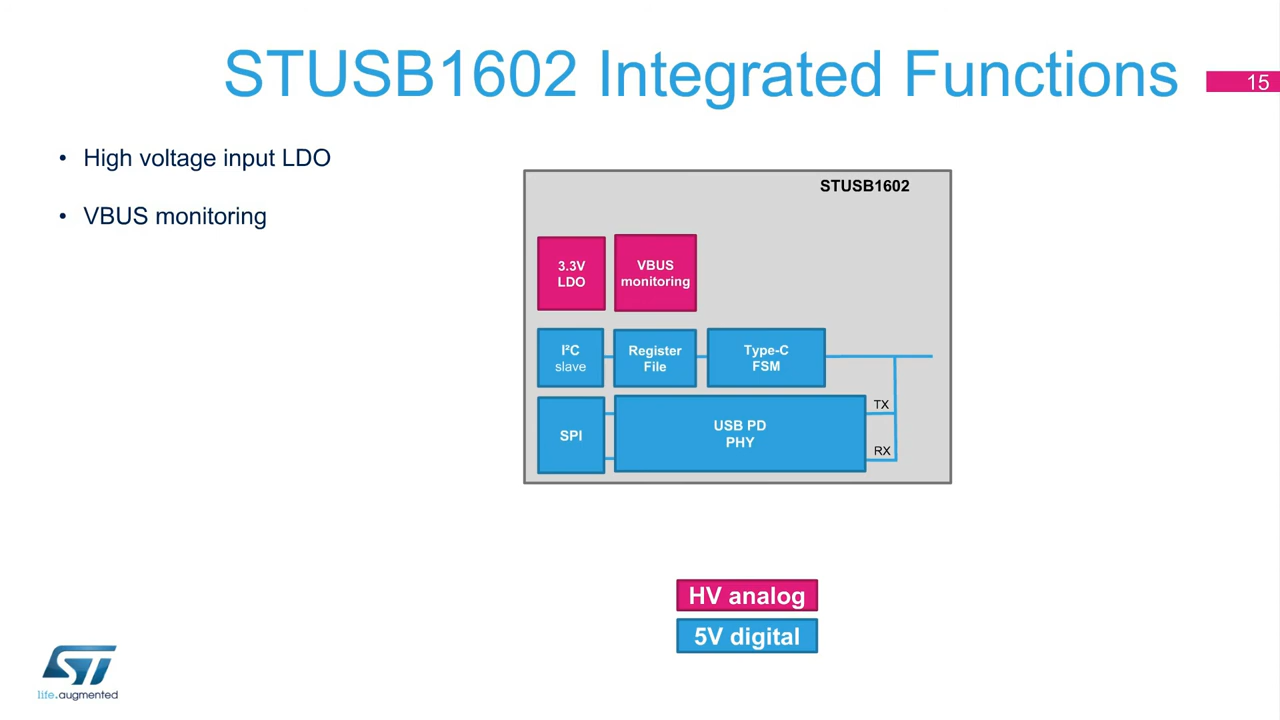 STUSB1602 Integrated Functions
15
• High voltage input LDO
• VBUS monitoring
STUSB1602
3.3V
LDO
VBUS
monitoring
I²C
slave
Register
File
Type-C
FSM
SPI
USB PD
PHY
TX
RX
HV analog
5V digital
ST
life.augmented